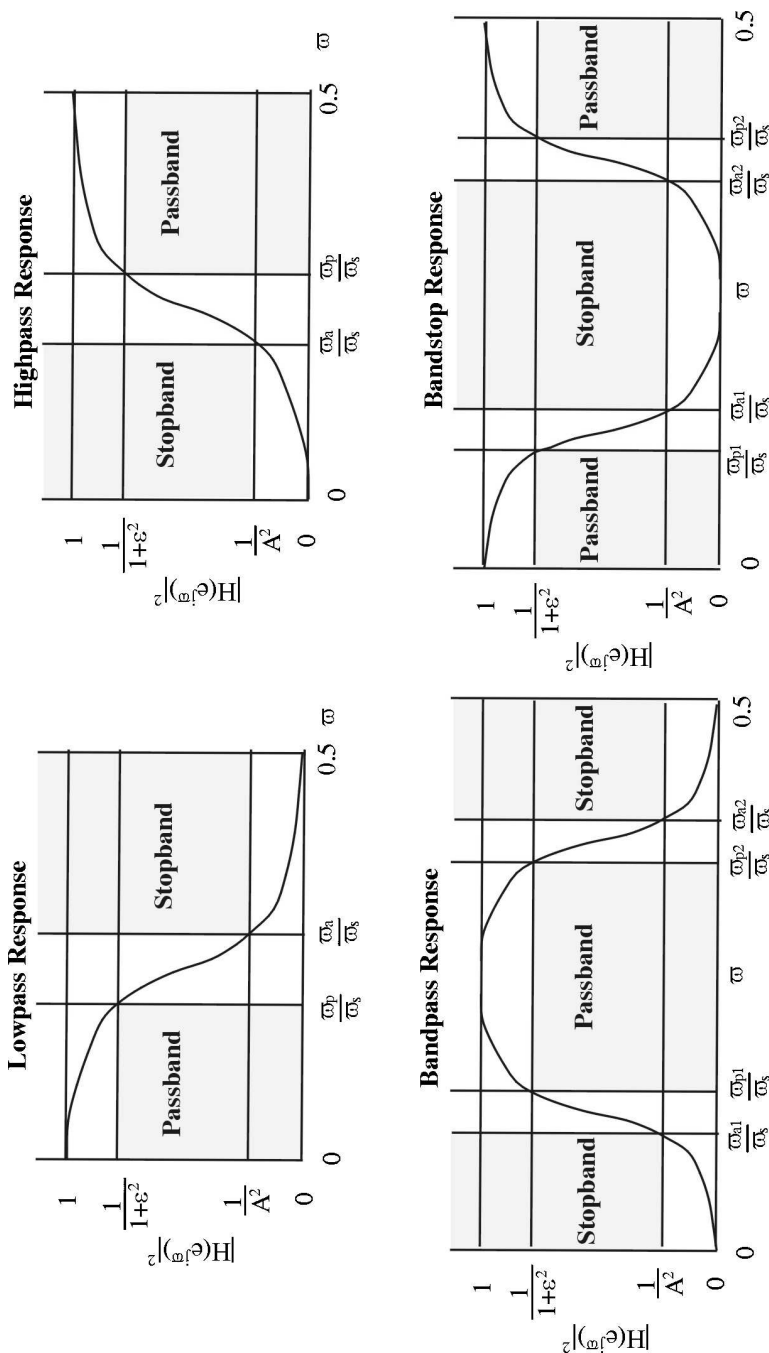 Lowpass Response
|H(e^jϖ)|²
1
1/(1+ε²)
1/A²
0
Passband
Stopband
0
ϖp/ϖs
ϖa/ϖs
0.5
ϖ
Highpass Response
|H(e^jϖ)|²
1
1/(1+ε²)
1/A²
0
Stopband
Passband
0
ϖa/ϖs
ϖp/ϖs
0.5
ϖ
Bandpass Response
|H(e^jϖ)|²
1
1/(1+ε²)
1/A²
0
Stopband
Passband
Stopband
0
ϖa1/ϖs
ϖp1/ϖs
ϖ
ϖp2/ϖs
ϖa2/ϖs
0.5
Bandstop Response
|H(e^jϖ)|²
1
1/(1+ε²)
1/A²
0
Passband
Stopband
Passband
0
ϖp1/ϖs
ϖa1/ϖs
ϖ
ϖa2/ϖs
ϖp2/ϖs
0.5